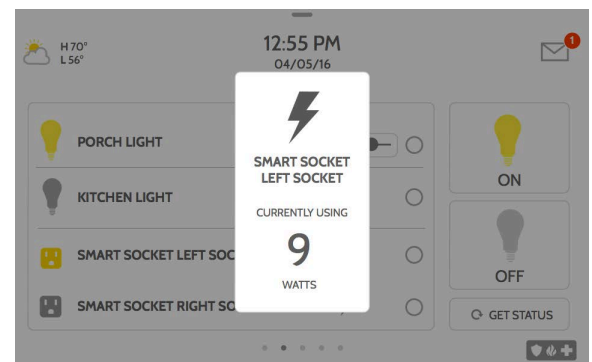 H 70°
L 56°
12:55 PM
04/05/16
1
PORCH LIGHT
KITCHEN LIGHT
SMART SOCKET LEFT SOC
SMART SOCKET RIGHT SO
SMART SOCKET
LEFT SOCKET
CURRENTLY USING
9
WATTS
ON
OFF
GET STATUS